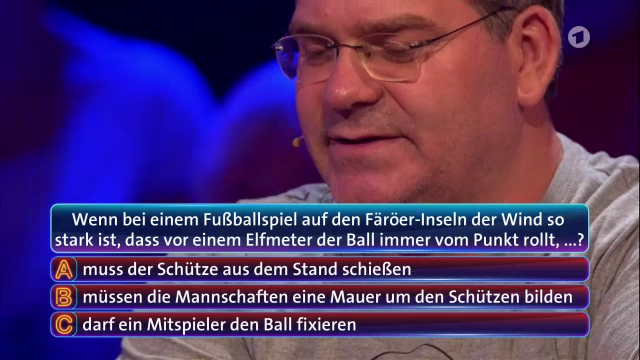 Wenn bei einem Fußballspiel auf den Färöer-Inseln der Wind so
stark ist, dass vor einem Elfmeter der Ball immer vom Punkt rollt, ...?
A muss der Schütze aus dem Stand schießen
B müssen die Mannschaften eine Mauer um den Schützen bilden
C darf ein Mitspieler den Ball fixieren